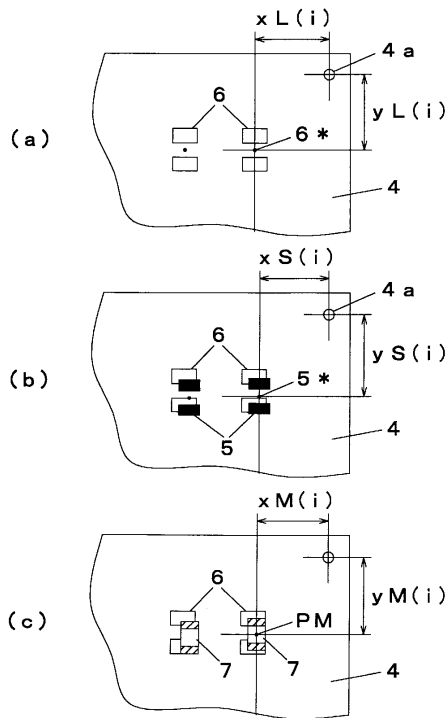 x L ( i )
4 a
6
y L ( i )
(a)
6 *
4
x S ( i )
4 a
6
y S ( i )
(b)
5 *
4
5
x M ( i )
6
y M ( i )
PM
(c)
7
7
4